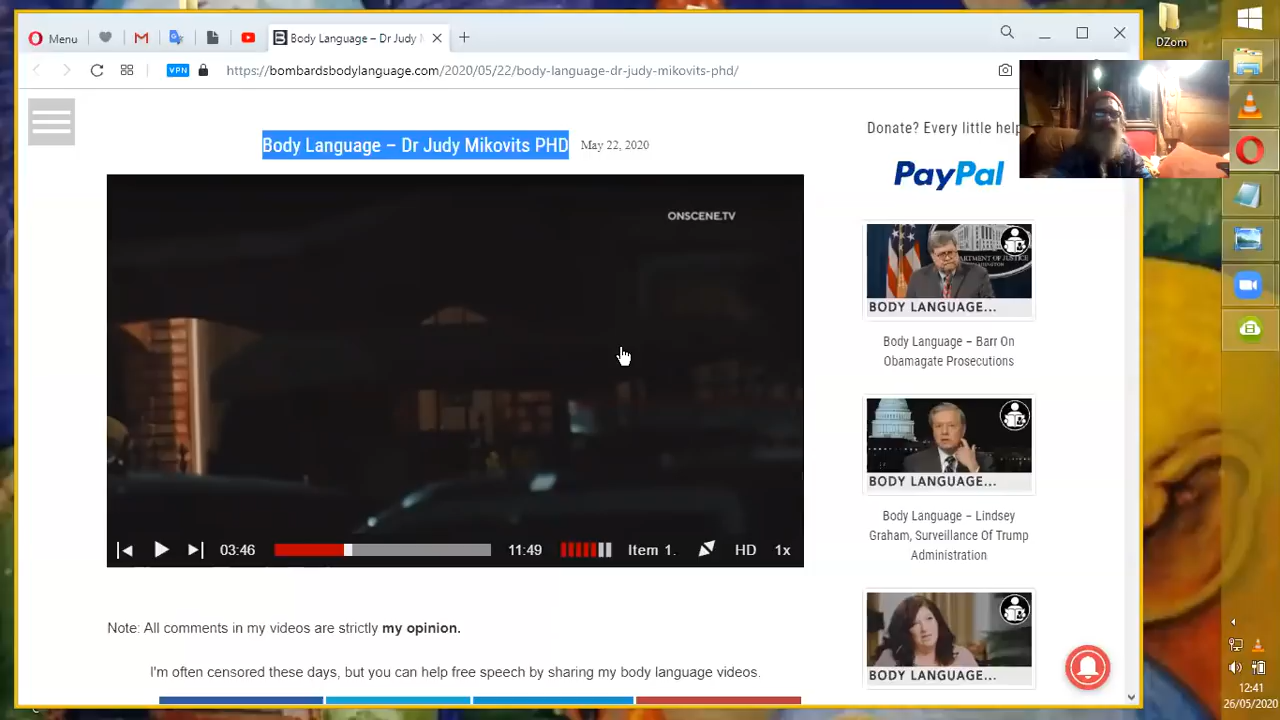 Menu
Body Language – Dr Judy M
https://bombardsbodylanguage.com/2020/05/22/body-language-dr-judy-mikovits-phd/
VPN
DZom
Body Language – Dr Judy Mikovits PHD
May 22, 2020
Donate? Every little help
PayPal
ONSCENE.TV
DEPARTMENT OF JUSTICE
WASHINGTON
BODY LANGUAGE...
Body Language – Barr On
Obamagate Prosecutions
BODY LANGUAGE...
Body Language – Lindsey
Graham, Surveillance Of Trump
Administration
BODY LANGUAGE...
03:46
11:49
Item 1.
HD
1x
Note: All comments in my videos are strictly my opinion.
I'm often censored these days, but you can help free speech by sharing my body language videos.
12:41
26/05/2020